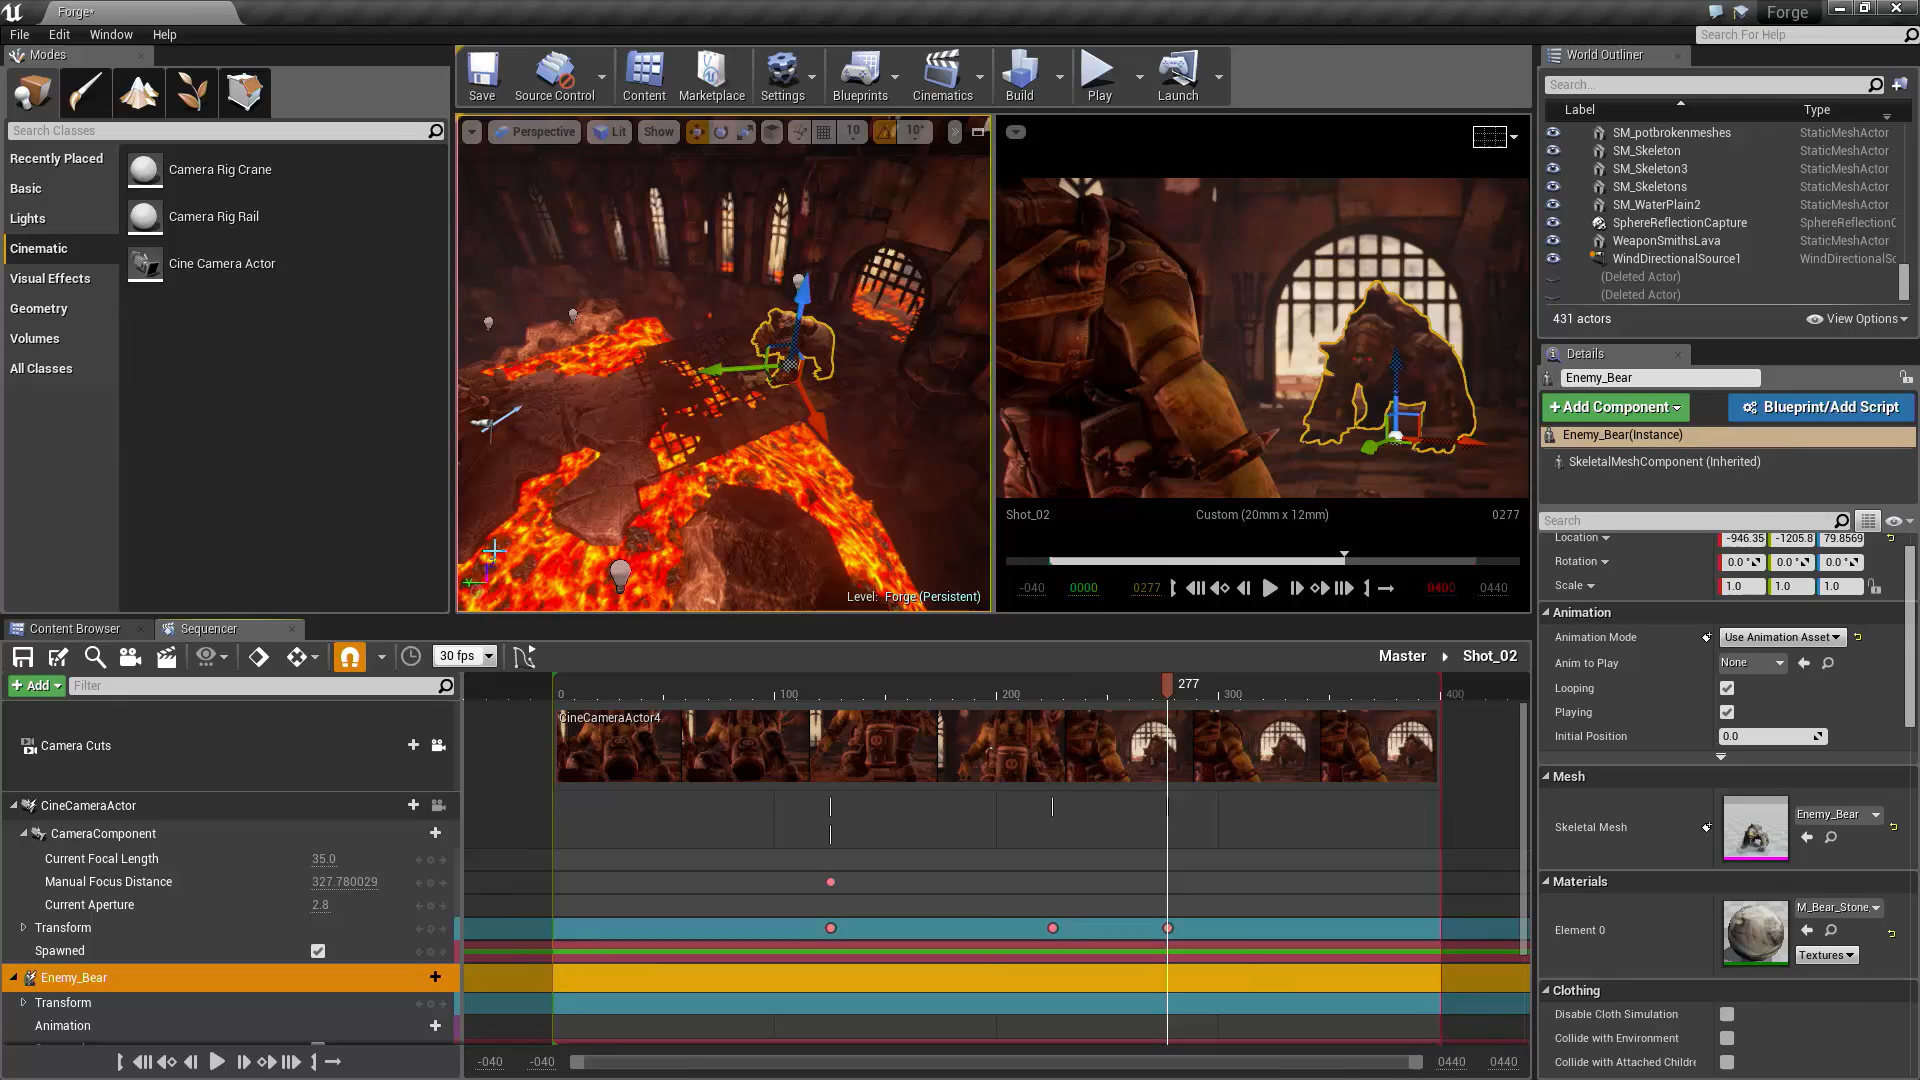 Forge*
Forge
File Edit Window Help
Search For Help
Modes
Search Classes
Recently Placed
Basic
Lights
Cinematic
Visual Effects
Geometry
Volumes
All Classes
Camera Rig Crane
Camera Rig Rail
Cine Camera Actor
Save
Source Control
Content
Marketplace
Settings
Blueprints
Cinematics
Build
Play
Launch
Perspective Lit Show 10 10°
Level: Forge (Persistent)
Shot_02 Custom (20mm x 12mm) 0277
-040 0000 0277 0400 0440
World Outliner
Search...
Label Type
SM_potbrokenmeshes StaticMeshActor
SM_Skeleton StaticMeshActor
SM_Skeleton3 StaticMeshActor
SM_Skeletons StaticMeshActor
SM_WaterPlain2 StaticMeshActor
SphereReflectionCapture SphereReflectionC
WeaponSmithsLava StaticMeshActor
WindDirectionalSource1 WindDirectionalSc
(Deleted Actor)
(Deleted Actor)
431 actors View Options
Details
Enemy_Bear
+Add Component Blueprint/Add Script
Enemy_Bear(Instance)
SkeletalMeshComponent (Inherited)
Search
Location -946.35 -1205.8 79.8569
Rotation 0.0 ° 0.0 ° 0.0 °
Scale 1.0 1.0 1.0
Animation
Animation Mode Use Animation Asset
Anim to Play None
Looping
Playing
Initial Position 0.0
Mesh
Skeletal Mesh Enemy_Bear
Materials
Element 0 M_Bear_Stone
Textures
Clothing
Disable Cloth Simulation
Collide with Environment
Collide with Attached Childre
Content Browser Sequencer
30 fps
Master Shot_02
+ Add Filter
0 100 200 277 300 400
CineCameraActor4
Camera Cuts
CineCameraActor
CameraComponent
Current Focal Length 35.0
Manual Focus Distance 327.780029
Current Aperture 2.8
Transform
Spawned
Enemy_Bear
Transform
Animation
-040 -040 0440 0440